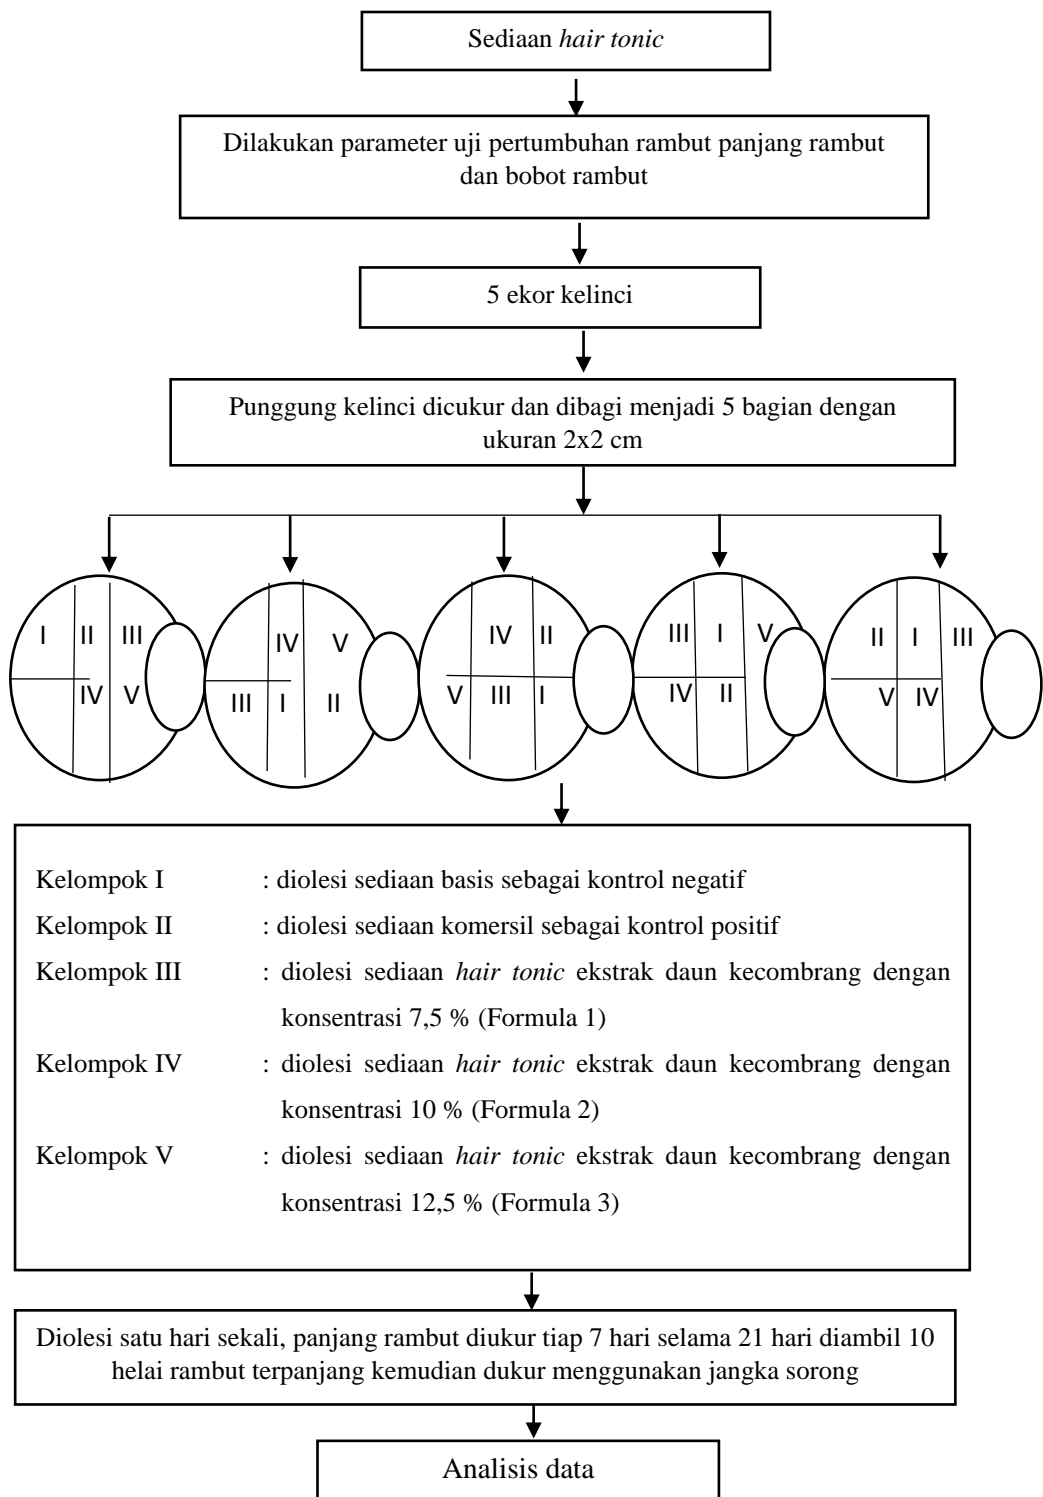 Sediaan hair tonic
Dilakukan parameter uji pertumbuhan rambut panjang rambut
dan bobot rambut
5 ekor kelinci
Punggung kelinci dicukur dan dibagi menjadi 5 bagian dengan
ukuran 2x2 cm
I II III
IV V
IV V
III I II
IV II
V III I
III I V
IV II
II I III
V IV
Kelompok I : diolesi sediaan basis sebagai kontrol negatif
Kelompok II : diolesi sediaan komersil sebagai kontrol positif
Kelompok III : diolesi sediaan hair tonic ekstrak daun kecombrang dengan
konsentrasi 7,5 % (Formula 1)
Kelompok IV : diolesi sediaan hair tonic ekstrak daun kecombrang dengan
konsentrasi 10 % (Formula 2)
Kelompok V : diolesi sediaan hair tonic ekstrak daun kecombrang dengan
konsentrasi 12,5 % (Formula 3)
Diolesi satu hari sekali, panjang rambut diukur tiap 7 hari selama 21 hari diambil 10
helai rambut terpanjang kemudian dukur menggunakan jangka sorong
Analisis data